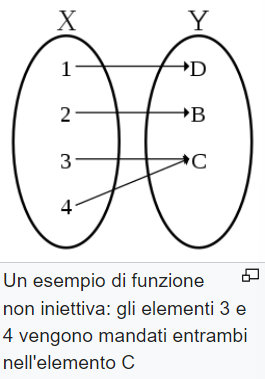 X Y
1 D
2 B
3 C
4
Un esempio di funzione
non iniettiva: gli elementi 3 e
4 vengono mandati entrambi
nell'elemento C